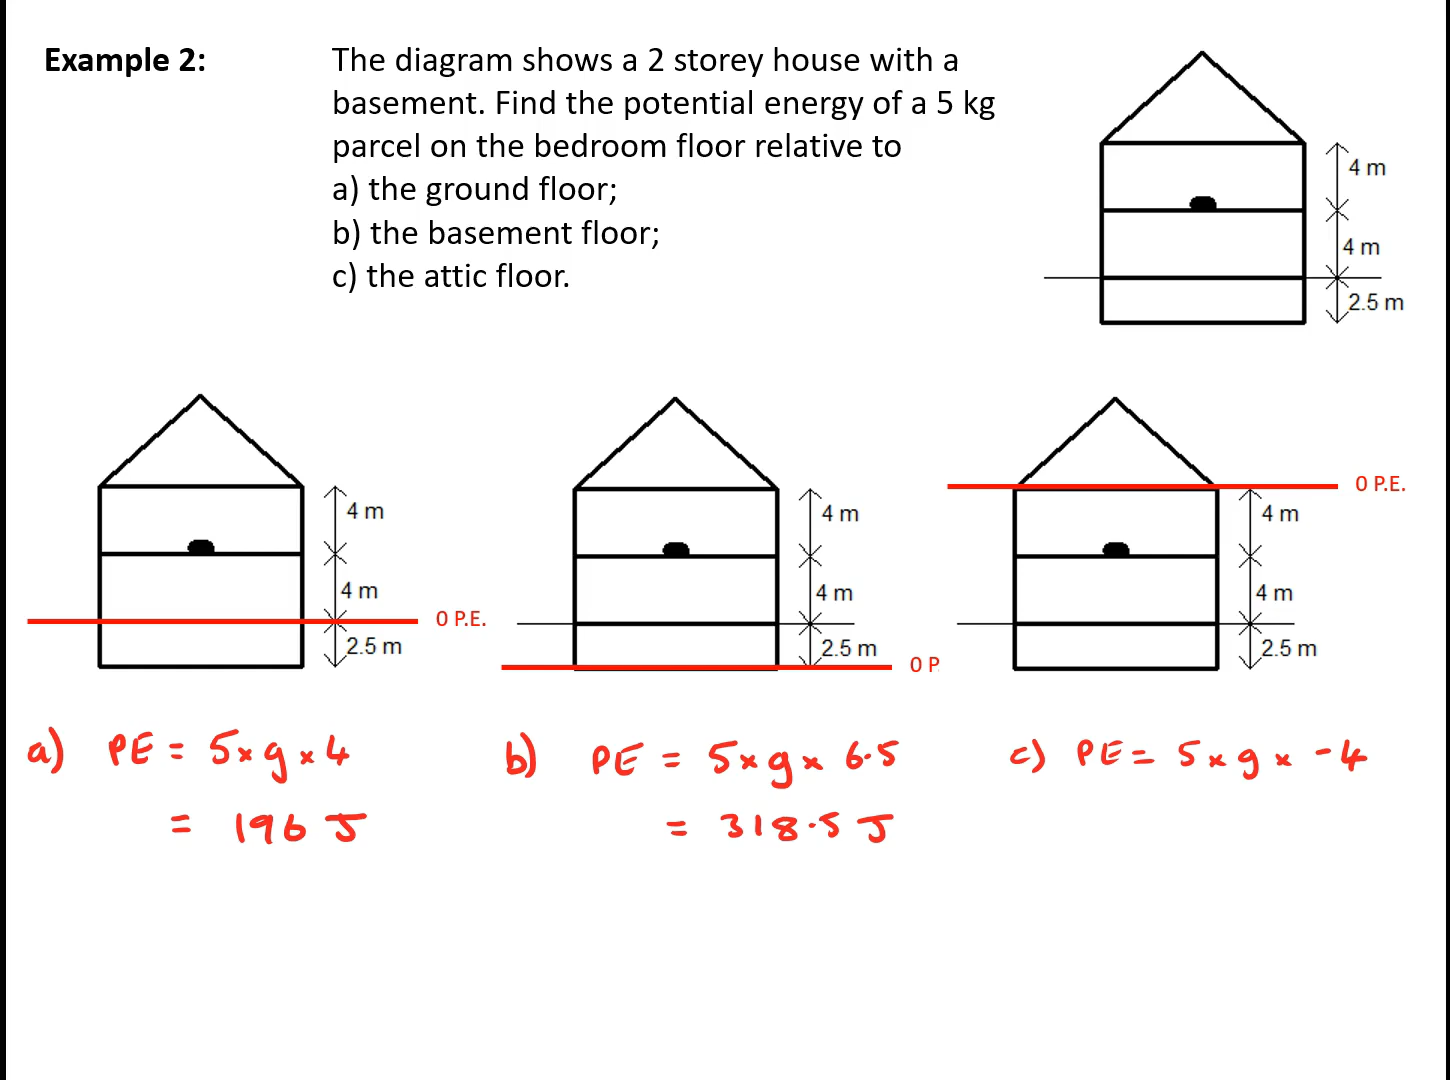 Example 2:
The diagram shows a 2 storey house with a
basement. Find the potential energy of a 5 kg
parcel on the bedroom floor relative to
a) the ground floor;
b) the basement floor;
c) the attic floor.
4 m
4 m
2.5 m
4 m
4 m
0 P.E.
2.5 m
4 m
4 m
2.5 m
0 P
0 P.E.
4 m
4 m
2.5 m
a) PE = 5 × g × 4
= 196 J
b) PE = 5 × g × 6.5
= 318.5 J
c) PE = 5 × g × -4